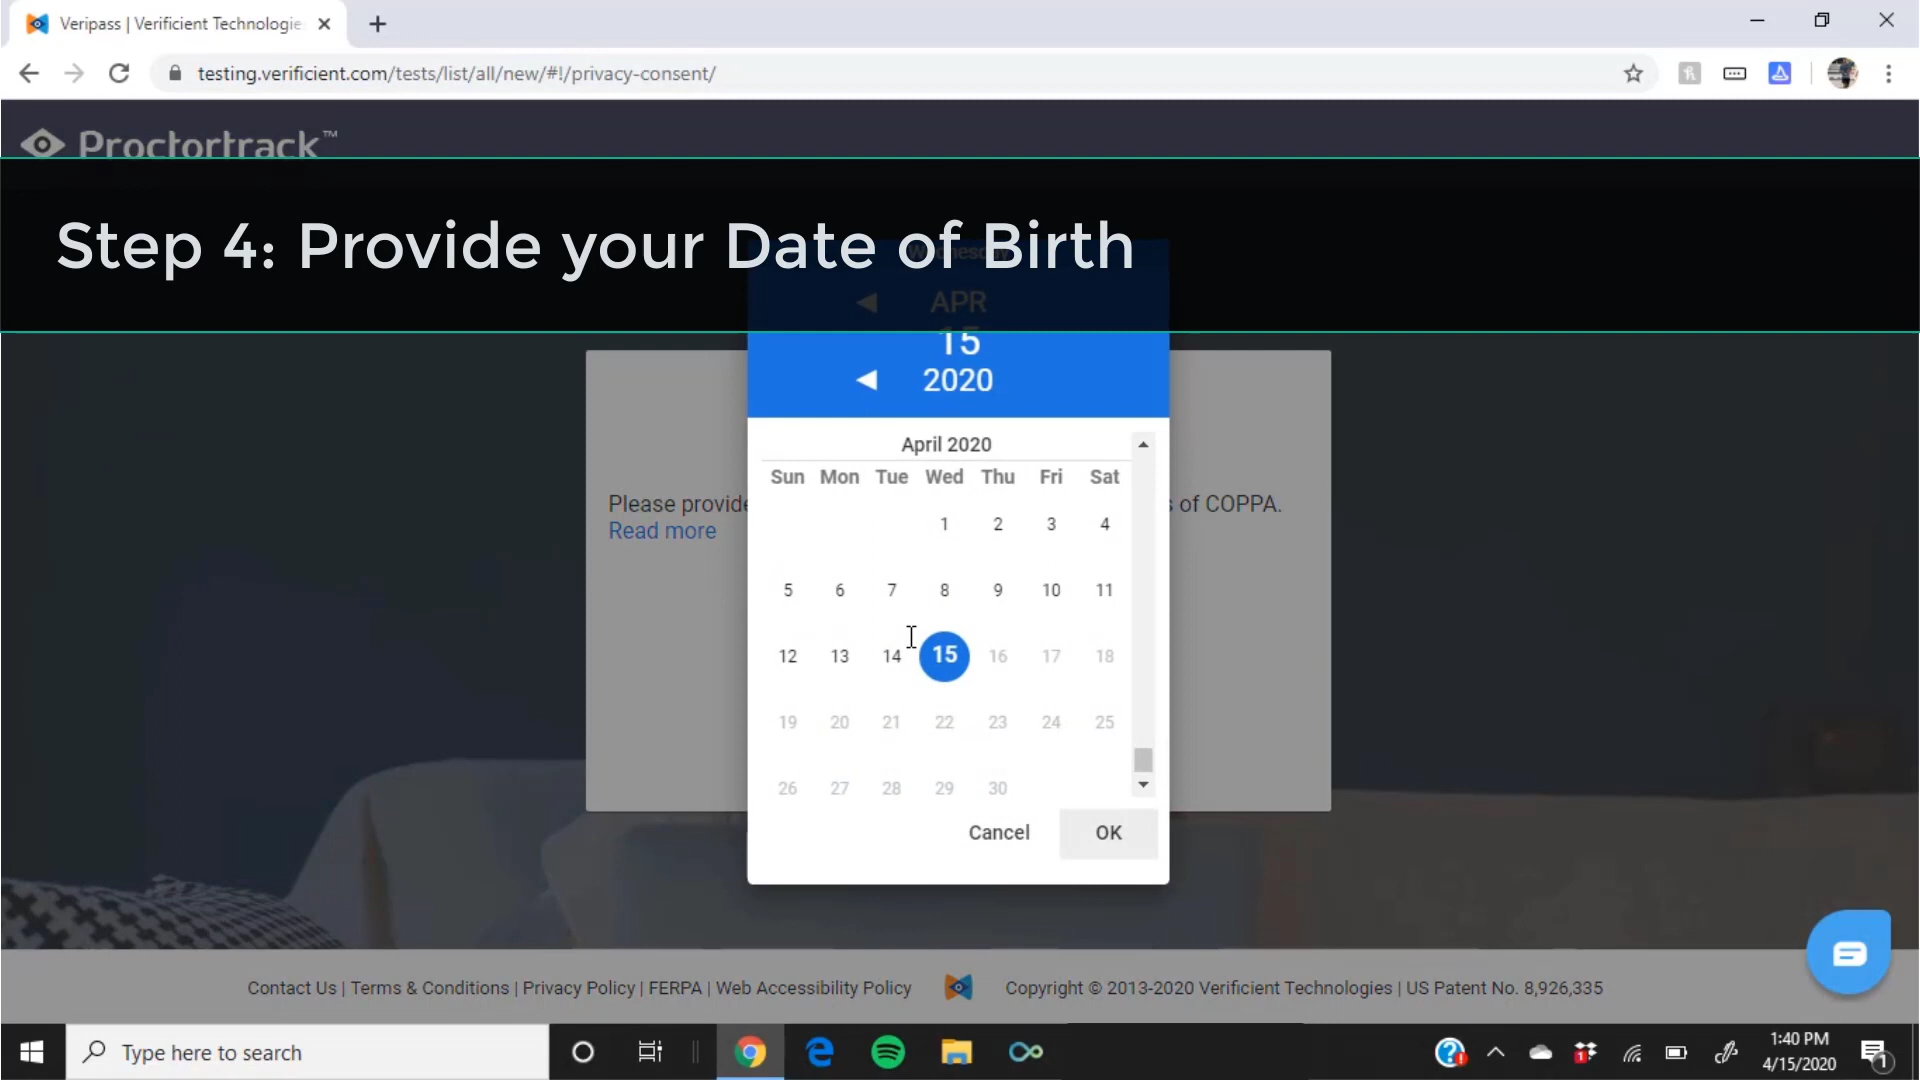 Veripass | Verificient Technologie
testing.verificient.com/tests/list/all/new/#!/privacy-consent/
Proctortrack™
Step 4: Provide your Date of Birth
APR
15
2020
April 2020
Sun Mon Tue Wed Thu Fri Sat
1 2 3 4
5 6 7 8 9 10 11
12 13 14 15 16 17 18
19 20 21 22 23 24 25
26 27 28 29 30
Cancel OK
Please provide of COPPA.
Read more
Contact Us | Terms & Conditions | Privacy Policy | FERPA | Web Accessibility Policy
Copyright © 2013-2020 Verificient Technologies | US Patent No. 8,926,335
Type here to search
1:40 PM
4/15/2020
1
1